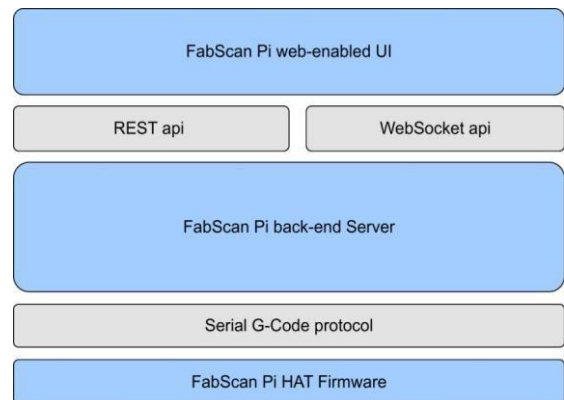 FabScan Pi web-enabled UI
REST api
WebSocket api
FabScan Pi back-end Server
Serial G-Code protocol
FabScan Pi HAT Firmware